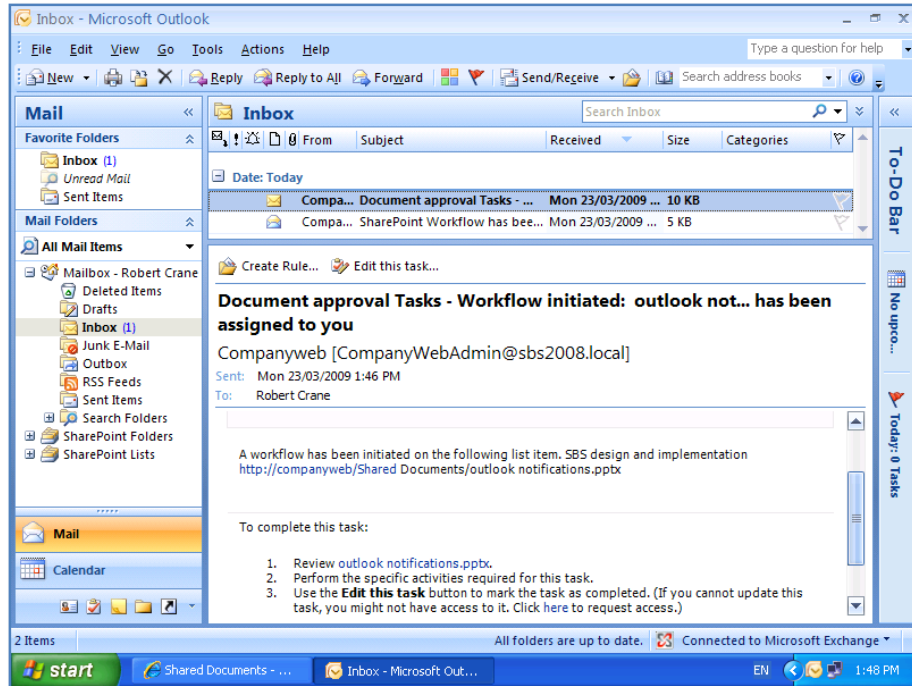 Inbox - Microsoft Outlook
File Edit View Go Tools Actions Help
Type a question for help
New Reply Reply to All Forward Send/Receive Search address books
Mail
Favorite Folders
Inbox (1)
Unread Mail
Sent Items
Mail Folders
All Mail Items
Mailbox - Robert Crane
Deleted Items
Drafts
Inbox (1)
Junk E-Mail
Outbox
RSS Feeds
Sent Items
Search Folders
SharePoint Folders
SharePoint Lists
Mail
Calendar
Inbox
Search Inbox
From Subject Received Size Categories
Date: Today
Compa... Document approval Tasks - ... Mon 23/03/2009 ... 10 KB
Compa... SharePoint Workflow has bee... Mon 23/03/2009 ... 5 KB
Create Rule... Edit this task...
Document approval Tasks - Workflow initiated: outlook not... has been
assigned to you
Companyweb [CompanyWebAdmin@sbs2008.local]
Sent: Mon 23/03/2009 1:46 PM
To: Robert Crane
A workflow has been initiated on the following list item. SBS design and implementation
http://companyweb/Shared Documents/outlook notifications.pptx
To complete this task:
1. Review outlook notifications.pptx.
2. Perform the specific activities required for this task.
3. Use the Edit this task button to mark the task as completed. (If you cannot update this
task, you might not have access to it. Click here to request access.)
To-Do Bar
No upco...
Today: 0 Tasks
2 Items
All folders are up to date. Connected to Microsoft Exchange
start Shared Documents - ... Inbox - Microsoft Out... EN 1:48 PM